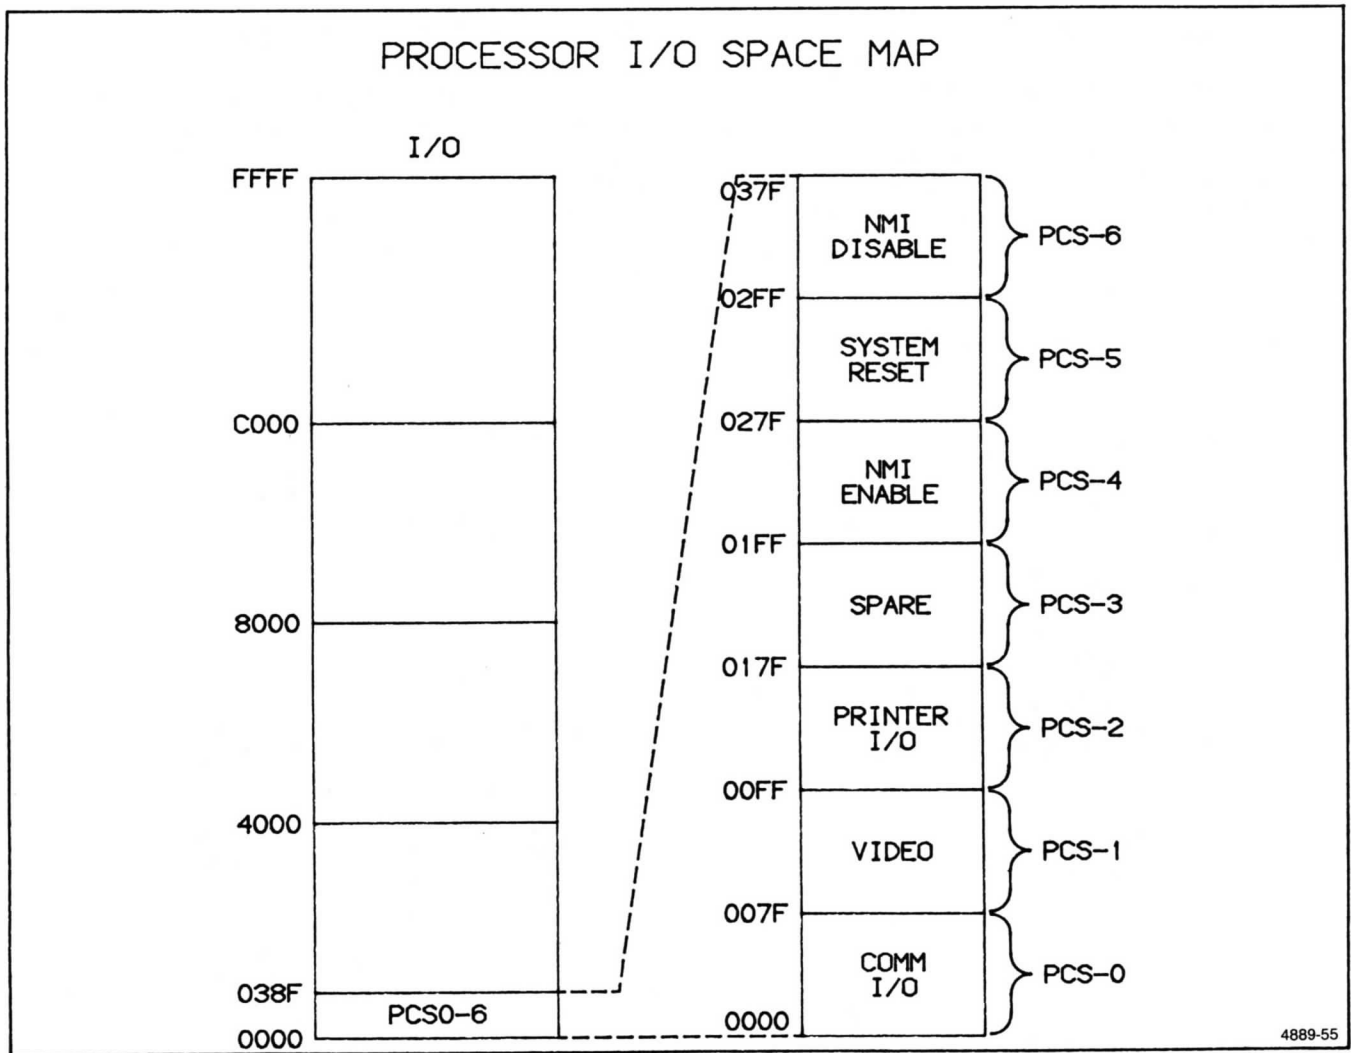 PROCESSOR I/O SPACE MAP
I/O
FFFF
C000
8000
4000
038F
PCS0-6
0000
037F
NMI
DISABLE
PCS-6
02FF
SYSTEM
RESET
PCS-5
027F
NMI
ENABLE
PCS-4
01FF
SPARE
PCS-3
017F
PRINTER
I/O
PCS-2
00FF
VIDEO
PCS-1
007F
COMM
I/O
PCS-0
0000
4889-55